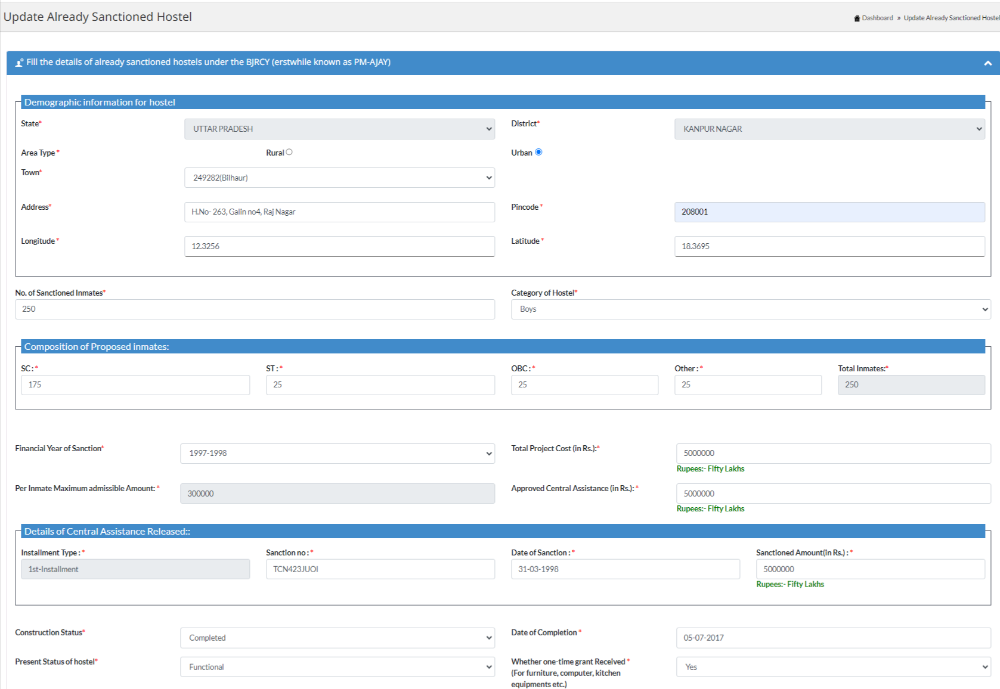 Update Already Sanctioned Hostel
Dashboard » Update Already Sanctioned Hostel
Fill the details of already sanctioned hostels under the BJRCY (erstwhile known as PM-AJAY)
Demographic information for hostel
State* UTTAR PRADESH District* KANPUR NAGAR
Area Type * Rural Urban
Town* 249282(Bilhaur)
Address* H.No- 263, Galin no4, Raj Nagar Pincode * 208001
Longitude * 12.3256 Latitude * 18.3695
No. of Sanctioned Inmates* Category of Hostel*
250 Boys
Composition of Proposed inmates:
SC : * ST : * OBC : * Other : * Total Inmates:*
175 25 25 25 250
Financial Year of Sanction* 1997-1998 Total Project Cost (in Rs.):* 5000000
Rupees:- Fifty Lakhs
Per Inmate Maximum admissible Amount: * 300000 Approved Central Assistance (in Rs.): * 5000000
Rupees:- Fifty Lakhs
Details of Central Assistance Released::
Installment Type : * Sanction no : * Date of Sanction : * Sanctioned Amount(in Rs.) : *
1st-Installment TCN423JUOI 31-03-1998 5000000
Rupees:- Fifty Lakhs
Construction Status* Completed Date of Completion * 05-07-2017
Present Status of hostel* Functional Whether one-time grant Received * Yes
(For furniture, computer, kitchen
equipments etc.)